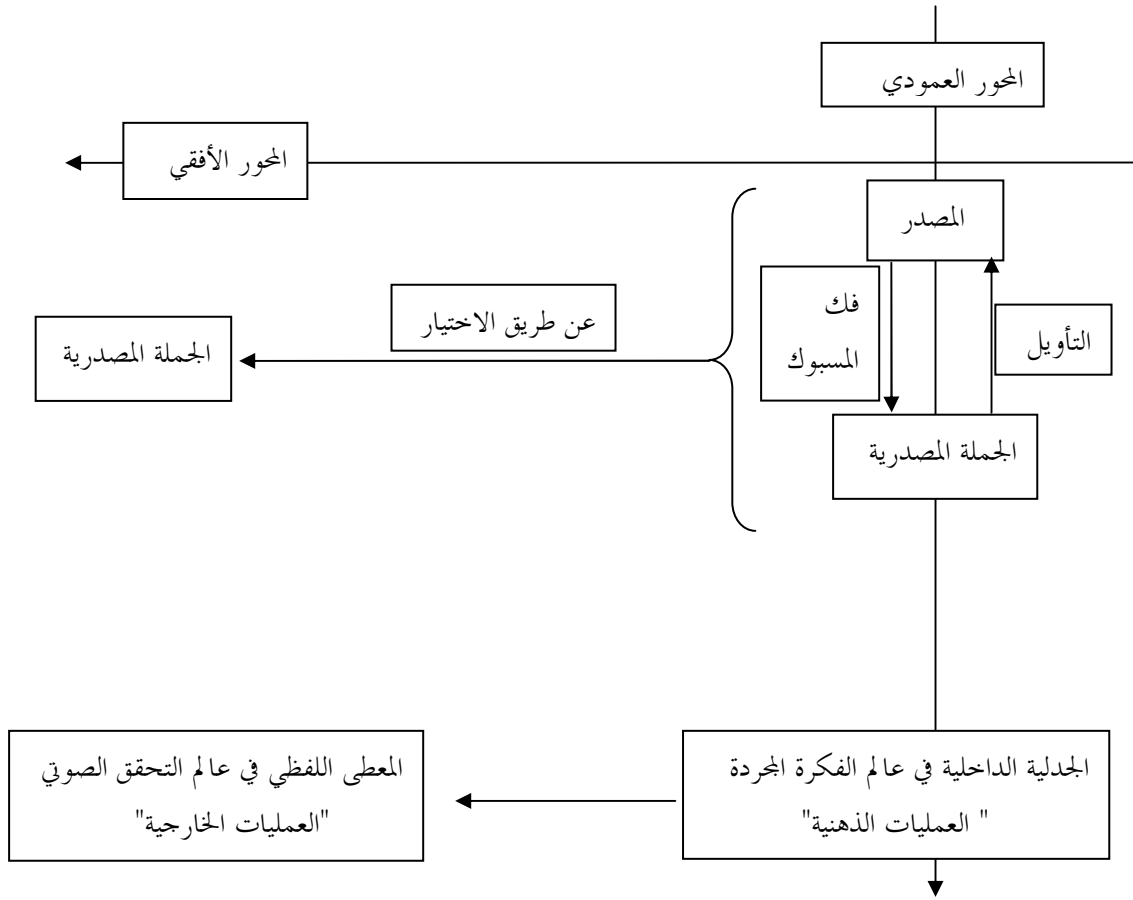 المحور العمودي
المحور الأفقي
المصدر
التأويل
فك
المسبوك
عن طريق الاختيار
الجملة المصدرية
الجملة المصدرية
الجدلية الداخلية في عالم الفكرة المجردة
" العمليات الذهنية"
المعطى اللفظي في عالم التحقق الصوتي
"العمليات الخارجية"